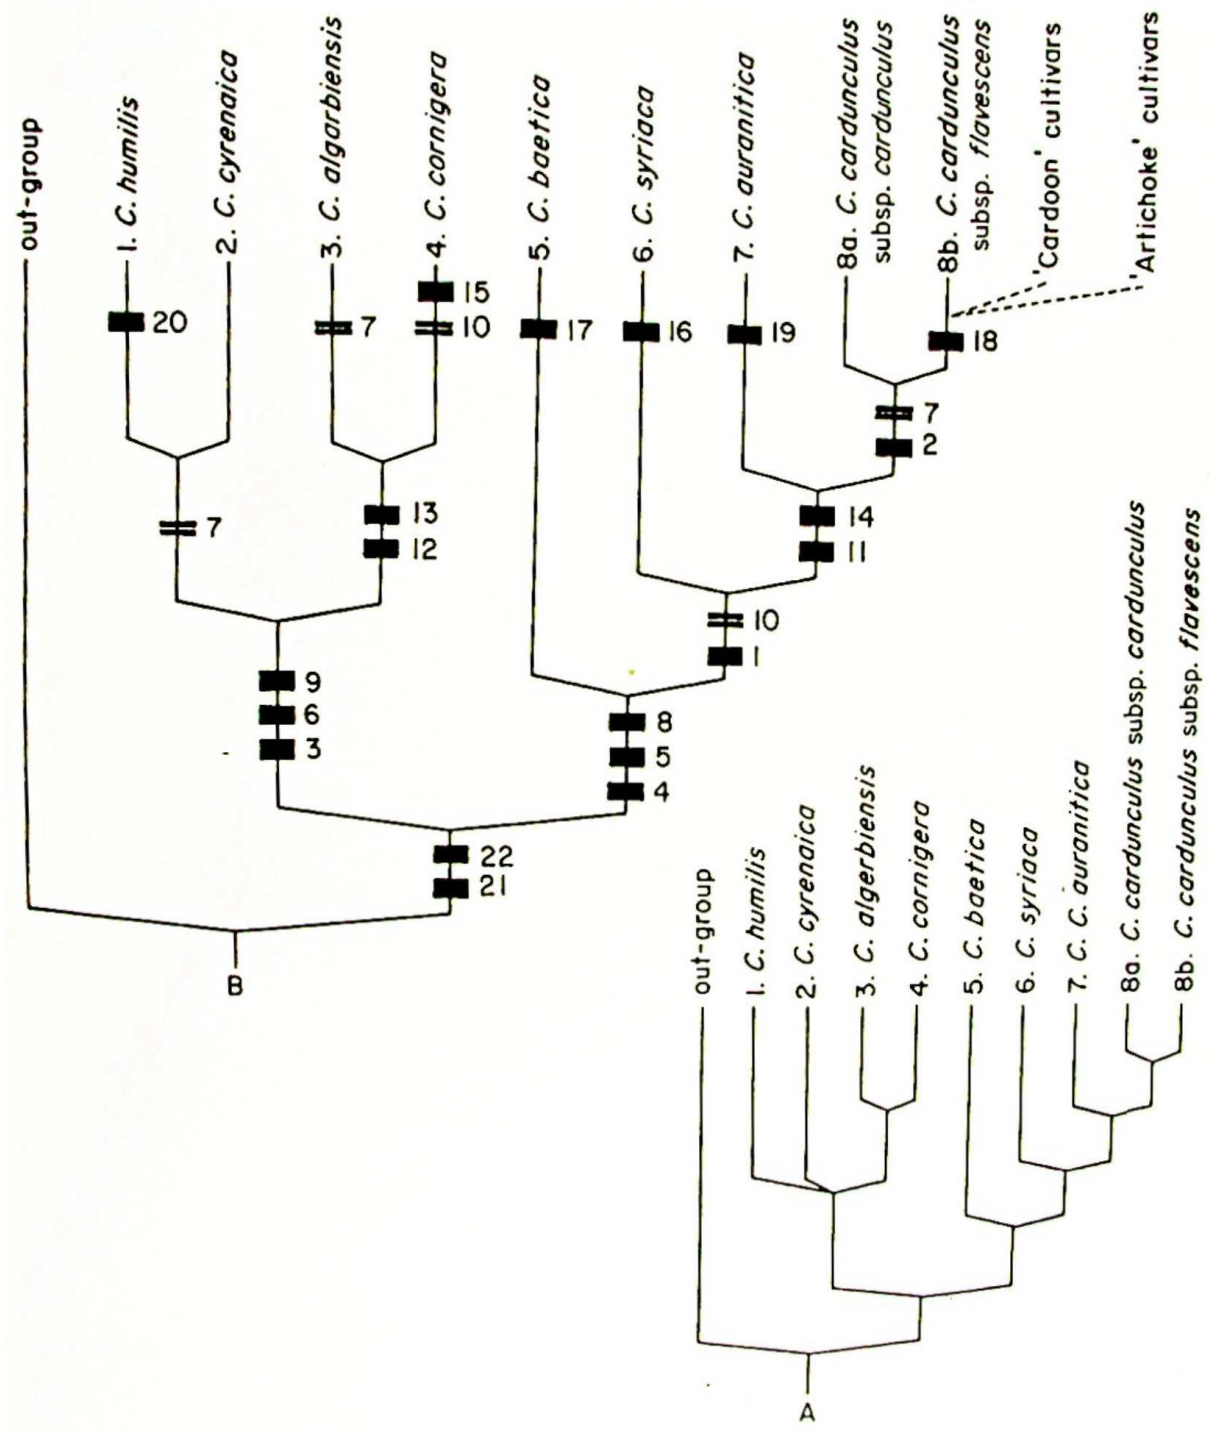 out-group
1. C. humilis
2. C. cyrenaica
3. C. algarbiensis
4. C. cornigera
5. C. baetica
6. C. syriaca
7. C. auranitica
8a. C. cardunculus
subsp. cardunculus
8b. C. cardunculus
subsp. flavescens
'Cardoon' cultivars
'Artichoke' cultivars
20
7
15
10
17
16
19
18
7
2
7
13
12
14
11
10
1
9
6
3
8
5
4
22
21
B
out-group
1. C. humilis
2. C. cyrenaica
3. C. algerbiensis
4. C. cornigera
5. C. baetica
6. C. syriaca
7. C. C. auranitica
8a. C. cardunculus subsp. cardunculus
8b. C. cardunculus subsp. flavescens
A